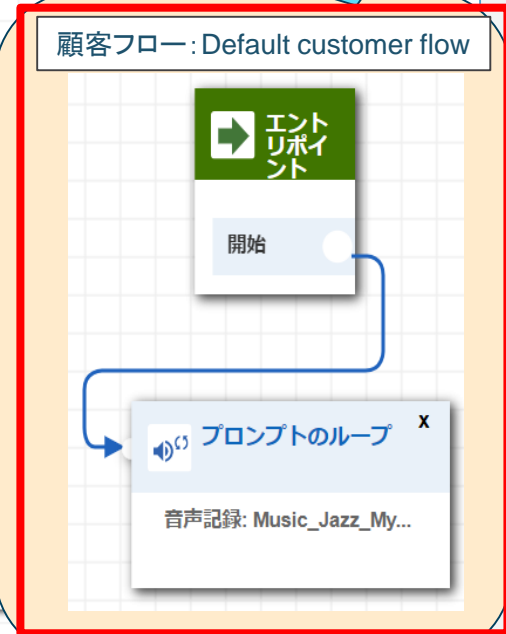 顧客フロー：Default customer flow
エント
リポイ
ント
開始
プロンプトのループ
x
音声記録: Music_Jazz_My...